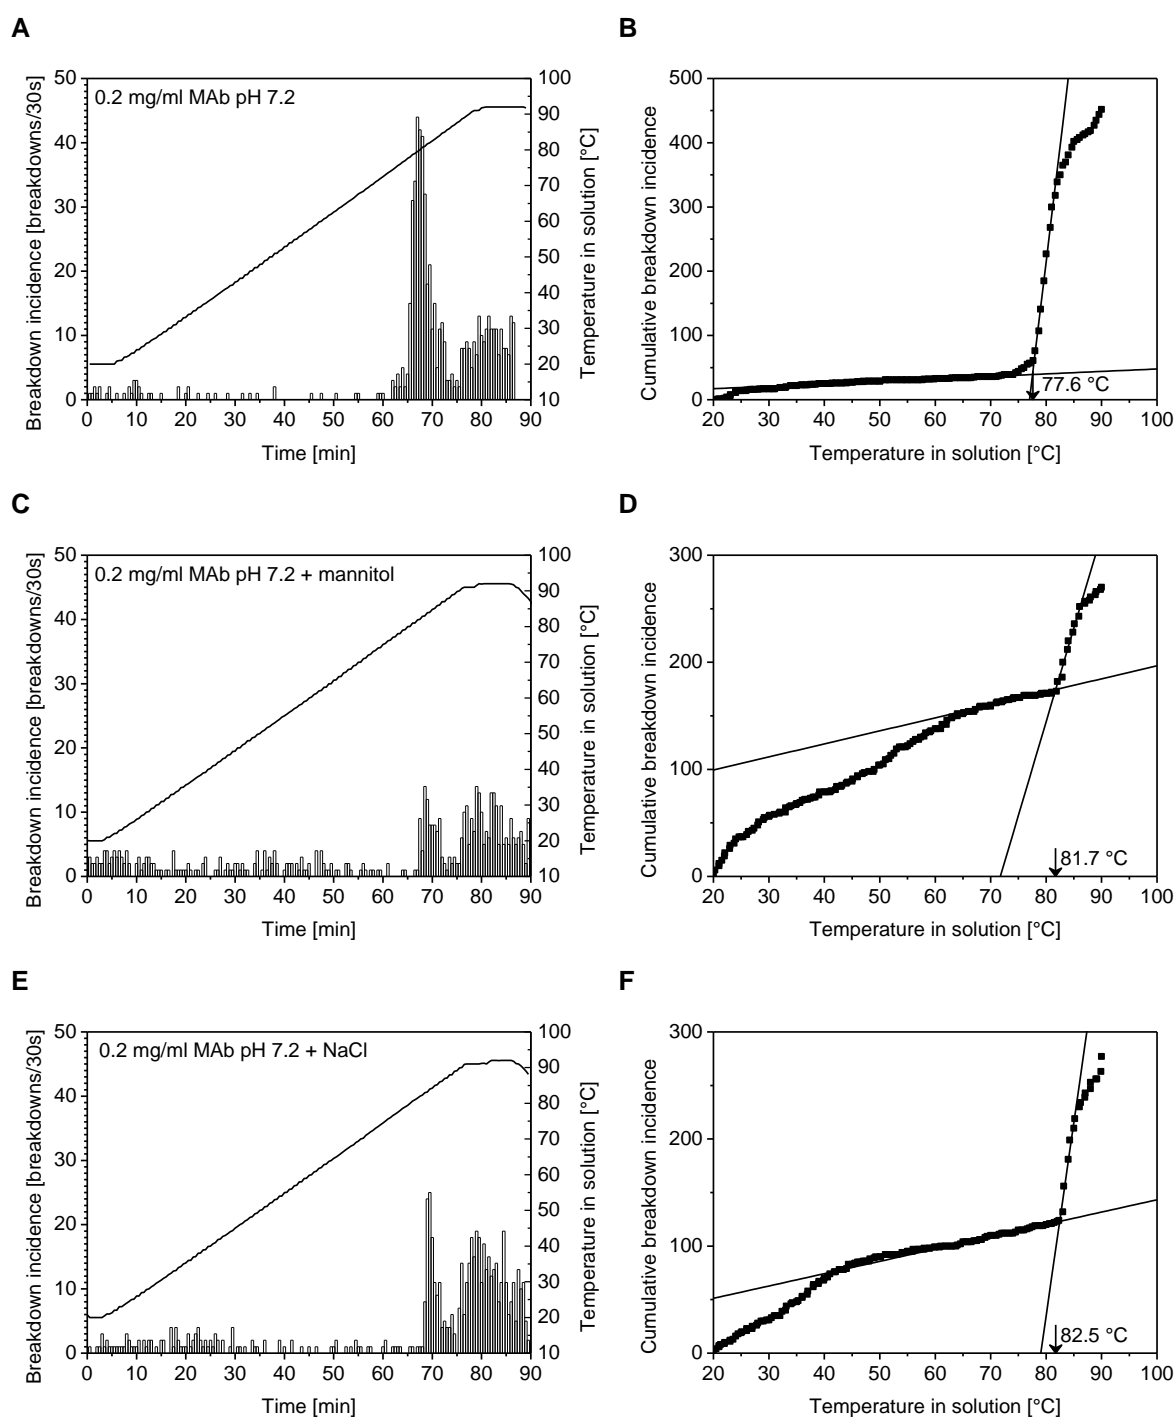 A
0.2 mg/ml MAb pH 7.2
Breakdown incidence [breakdowns/30s]
50
40
30
20
10
0
0 10 20 30 40 50 60 70 80 90
Time [min]
100
90
80
70
60
50
40
30
20
10
Temperature in solution [°C]
B
Cumulative breakdown incidence
500
400
300
200
100
0
77.6 °C
20 30 40 50 60 70 80 90 100
Temperature in solution [°C]
C
0.2 mg/ml MAb pH 7.2 + mannitol
Breakdown incidence [breakdowns/30s]
50
40
30
20
10
0
0 10 20 30 40 50 60 70 80 90
Time [min]
100
90
80
70
60
50
40
30
20
10
Temperature in solution [°C]
D
Cumulative breakdown incidence
300
200
100
0
81.7 °C
20 30 40 50 60 70 80 90 100
Temperature in solution [°C]
E
0.2 mg/ml MAb pH 7.2 + NaCl
Breakdown incidence [breakdowns/30s]
50
40
30
20
10
0
0 10 20 30 40 50 60 70 80 90
Time [min]
100
90
80
70
60
50
40
30
20
10
Temperature in solution [°C]
F
Cumulative breakdown incidence
300
200
100
0
82.5 °C
20 30 40 50 60 70 80 90 100
Temperature in solution [°C]